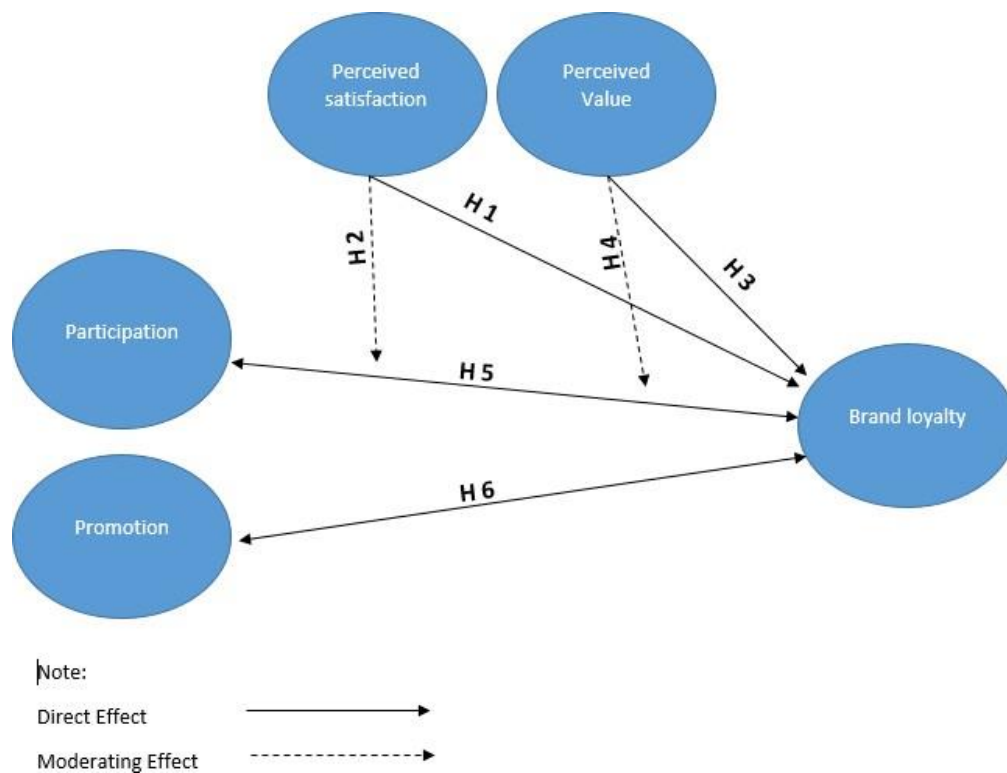 Perceived
satisfaction
Perceived
Value
H 1
H 2
H 4
H 3
Participation
H 5
Brand loyalty
H 6
Promotion
Note:
Direct Effect
Moderating Effect